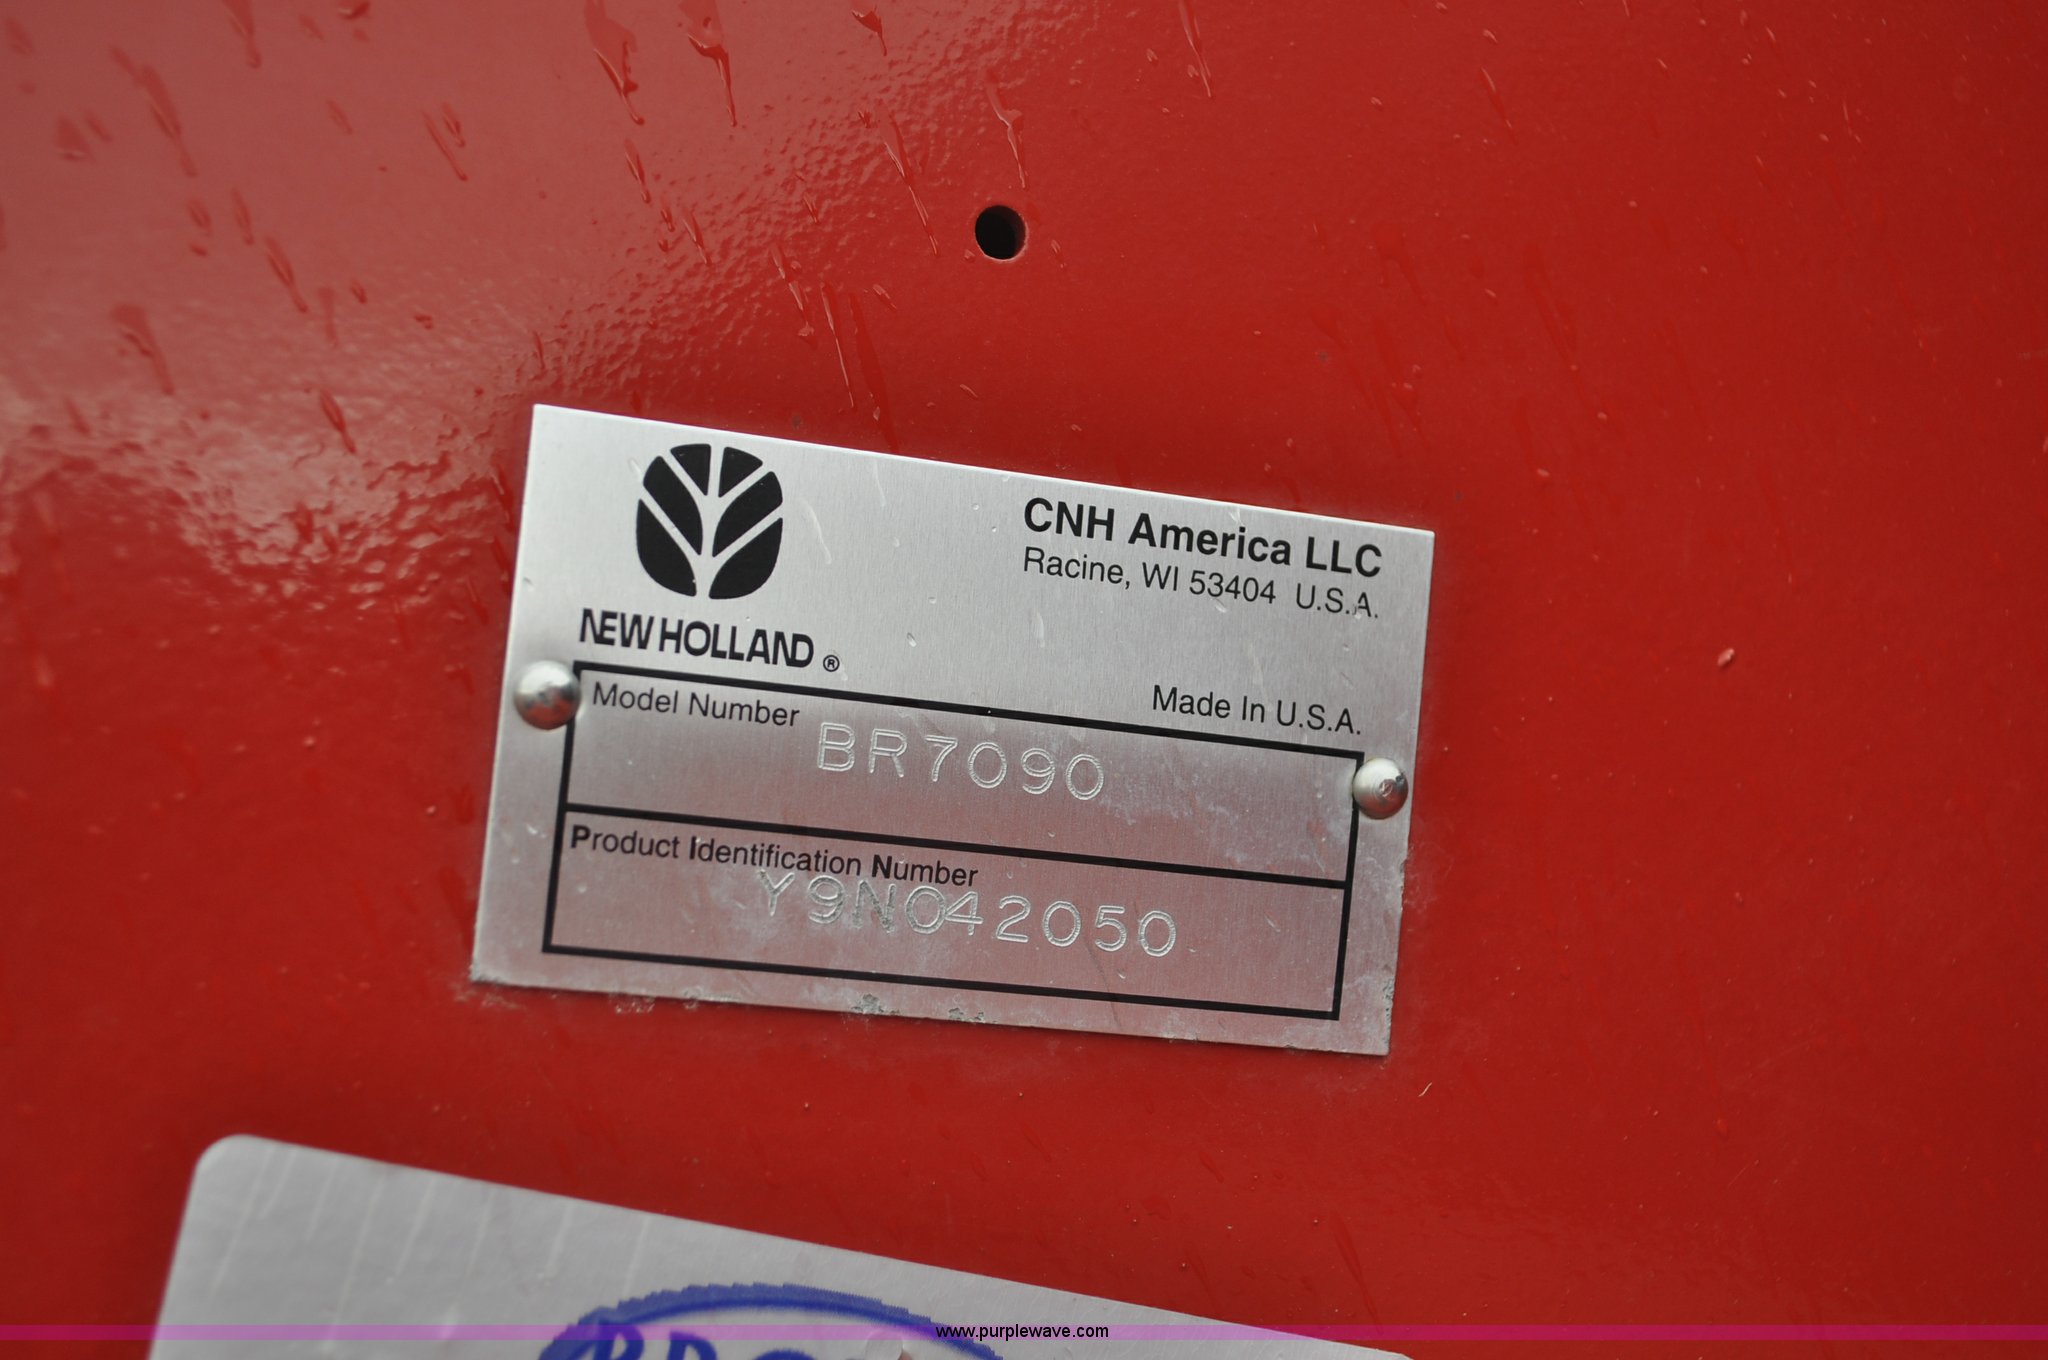 CNH America LLC
Racine, WI 53404 U.S.A.
NEW HOLLAND ®
Made In U.S.A.
Model Number
BR7090
Product Identification Number
Y9N042050
www.purplewave.com